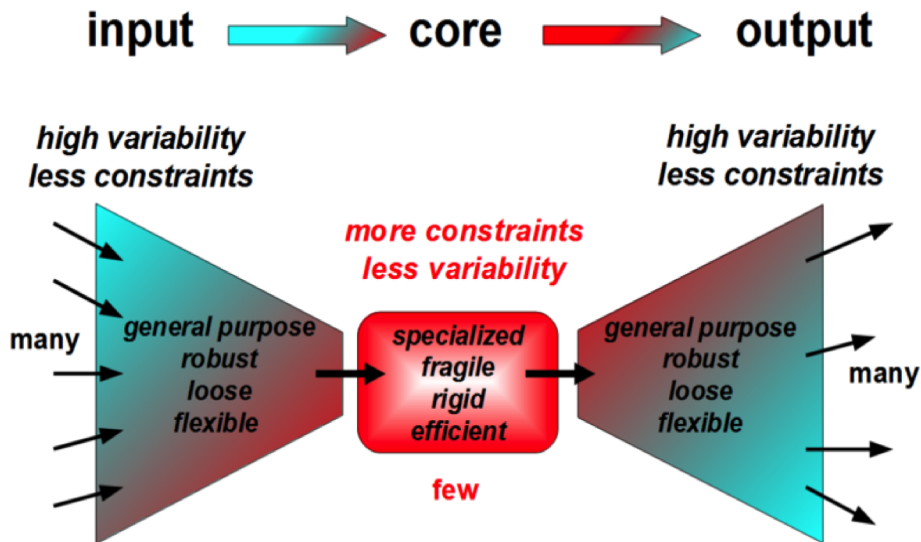 input core output
high variability
less constraints
high variability
less constraints
more constraints
less variability
many
general purpose
robust
loose
flexible
specialized
fragile
rigid
efficient
general purpose
robust
loose
flexible
many
few